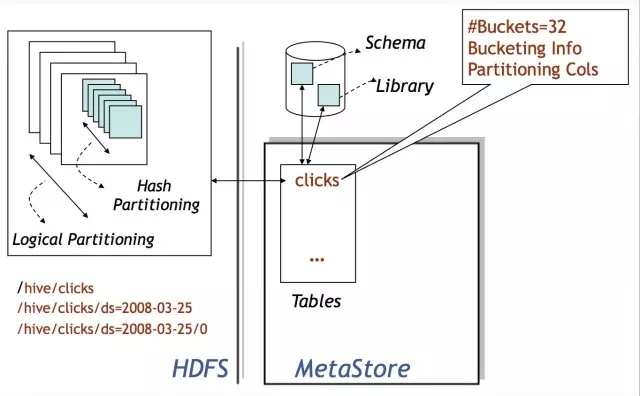 #Buckets=32
Bucketing Info
Partitioning Cols
Schema
Library
Hash
Partitioning
Logical Partitioning
clicks
...
Tables
/hive/clicks
/hive/clicks/ds=2008-03-25
/hive/clicks/ds=2008-03-25/0
HDFS
MetaStore